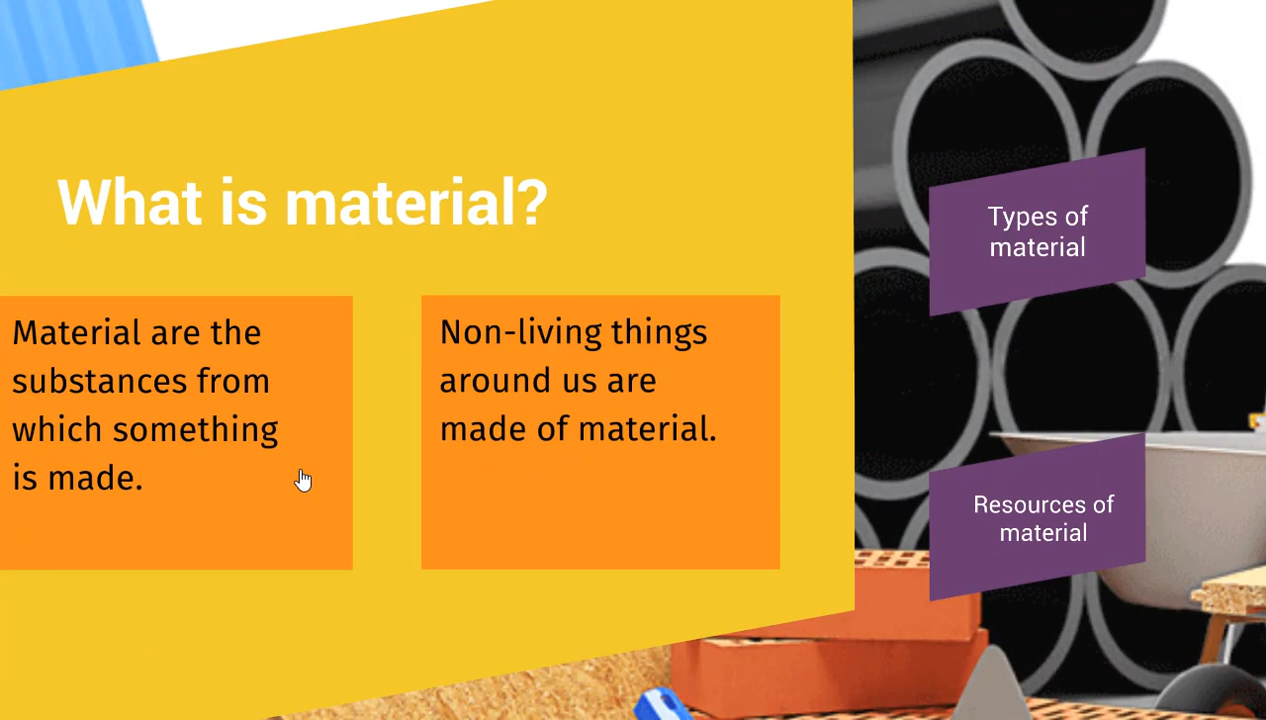 What is material?
Material are the
substances from
which something
is made.
Non-living things
around us are
made of material.
Types of
material
Resources of
material